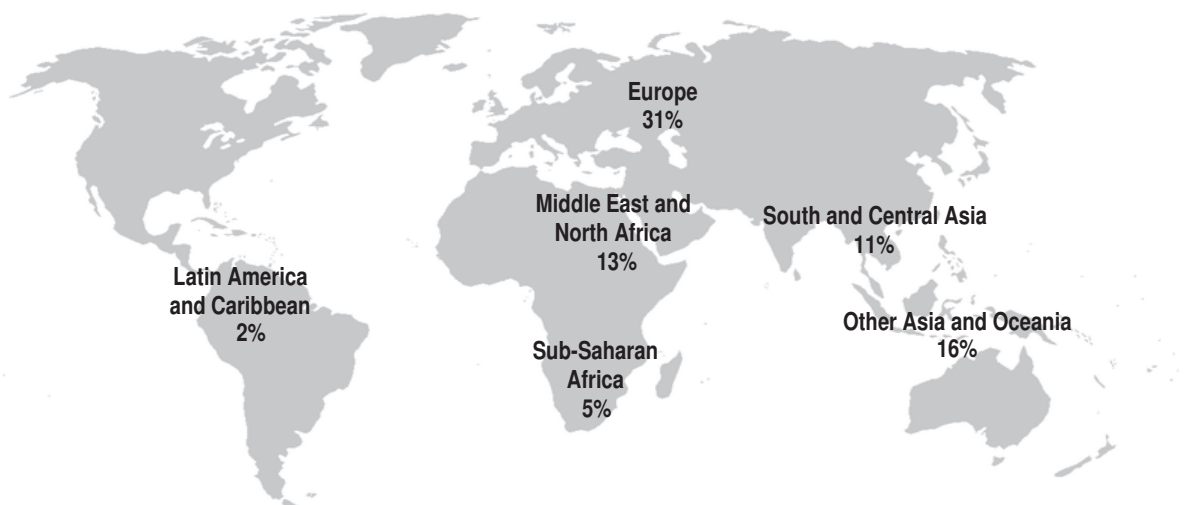 Europe
31%
Middle East and
North Africa
13%
South and Central Asia
11%
Latin America
and Caribbean
2%
Other Asia and Oceania
16%
Sub-Saharan
Africa
5%